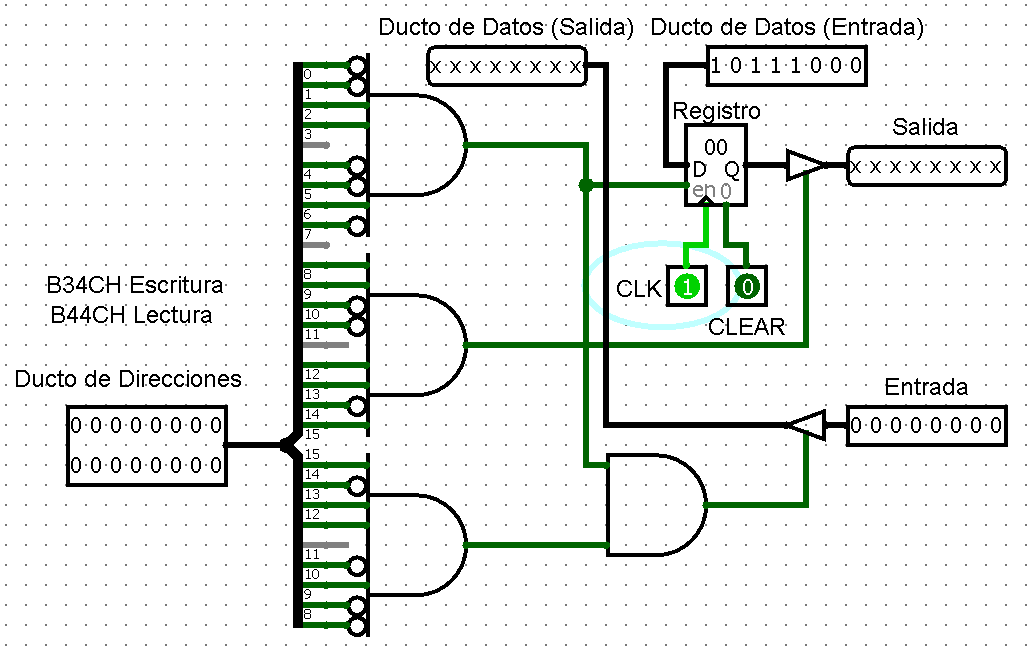 Ducto de Datos (Salida)
Ducto de Datos (Entrada)
x x x x x x x x
1 0 1 1 1 0 0 0
Registro
00
D Q
en 0
Salida
x x x x x x x x
0
1
2
3
4
5
6
7
8
9
10
11
12
13
14
15
B34CH Escritura
B44CH Lectura
CLK
1
0
CLEAR
Ducto de Direcciones
0 0 0 0 0 0 0 0
0 0 0 0 0 0 0 0
Entrada
0 0 0 0 0 0 0 0
15
14
13
12
11
10
9
8